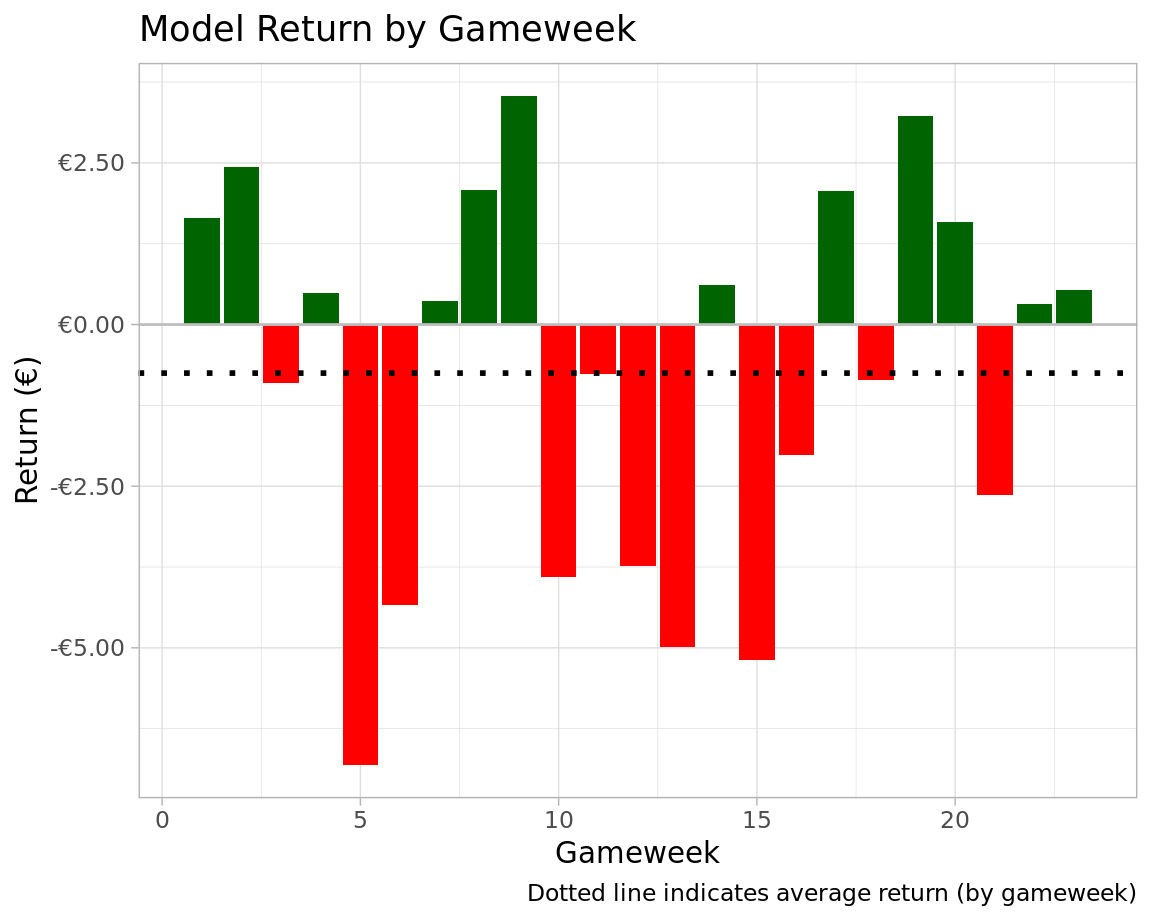 Model Return by Gameweek
€2.50
€0.00
-€2.50
-€5.00
Return (€)
0 5 10 15 20
Gameweek
Dotted line indicates average return (by gameweek)